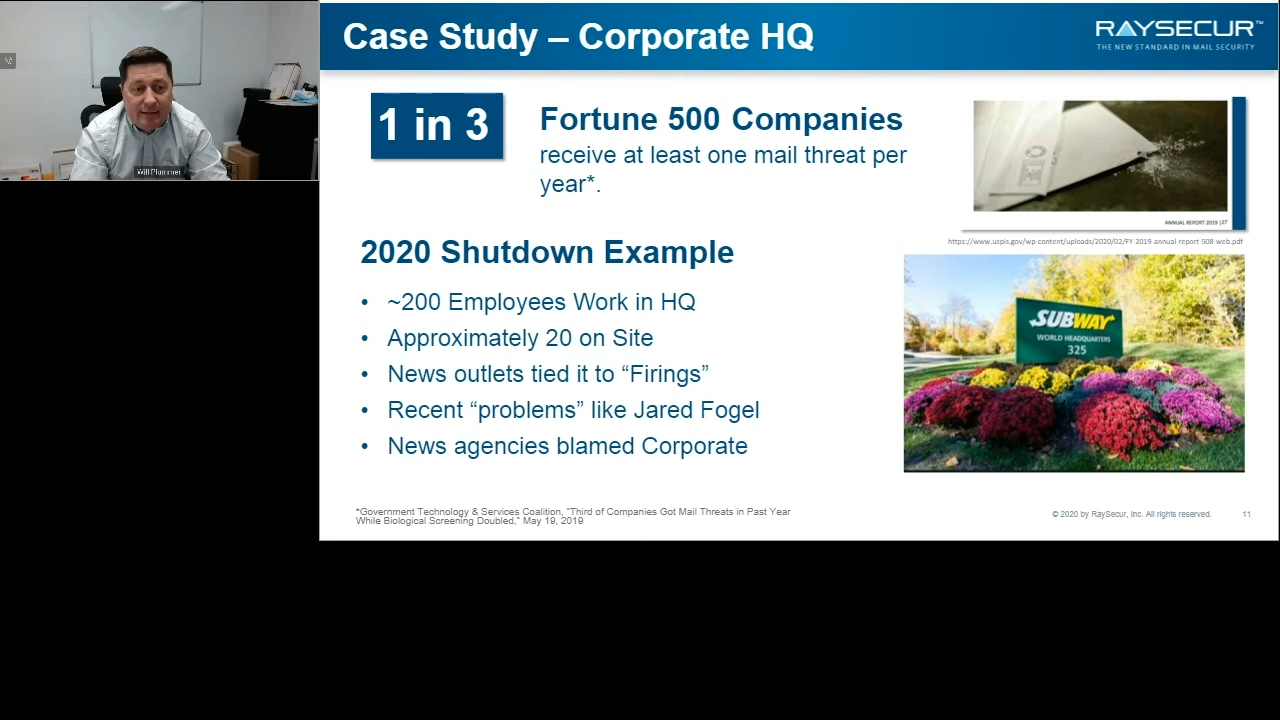 Will Plummer
Case Study – Corporate HQ
RAYSECUR™
THE NEW STANDARD IN MAIL SECURITY
1 in 3
Fortune 500 Companies
receive at least one mail threat per
year*.
ANNUAL REPORT 2019 | 27
https://www.uspis.gov/wp-content/uploads/2020/02/FY-2019-annual-report-508-web.pdf
2020 Shutdown Example
• ~200 Employees Work in HQ
• Approximately 20 on Site
• News outlets tied it to “Firings”
• Recent “problems” like Jared Fogel
• News agencies blamed Corporate
SUBWAY
WORLD HEADQUARTERS
325
*Government Technology & Services Coalition, “Third of Companies Got Mail Threats in Past Year
While Biological Screening Doubled,” May 19, 2019
© 2020 by RaySecur, Inc. All rights reserved.
11